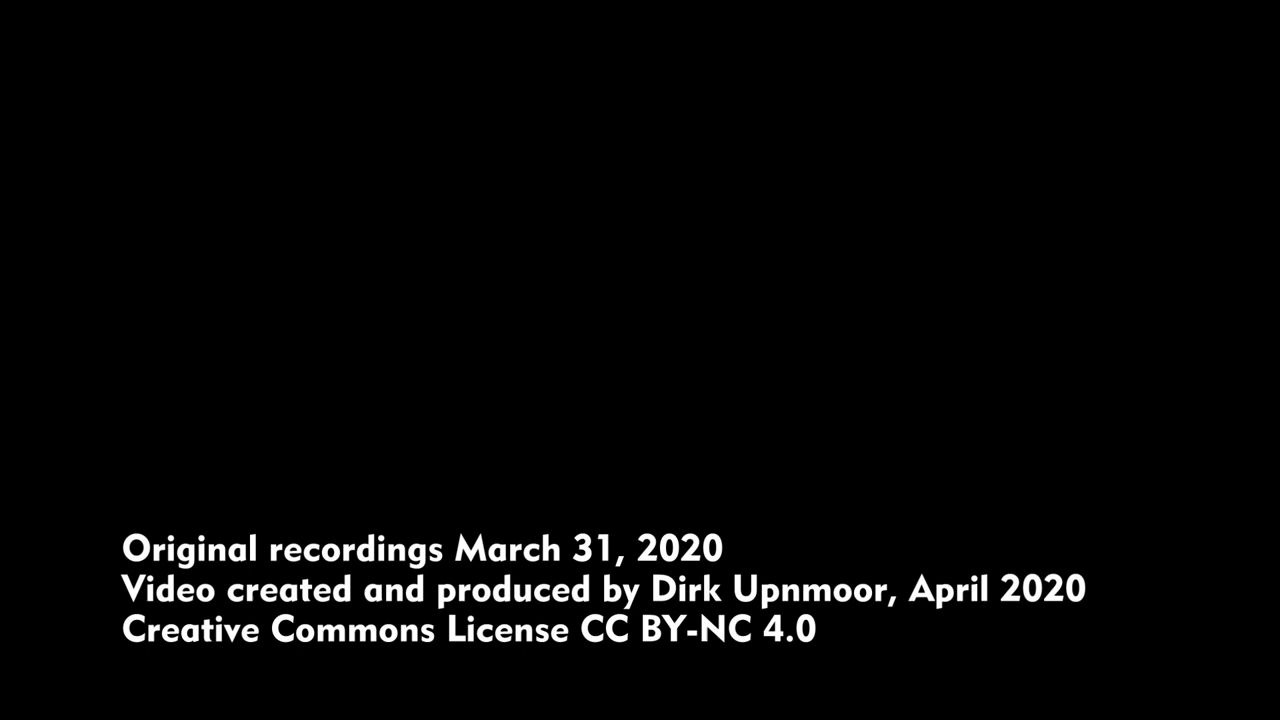 Original recordings March 31, 2020
Video created and produced by Dirk Upnmoor, April 2020
Creative Commons License CC BY-NC 4.0